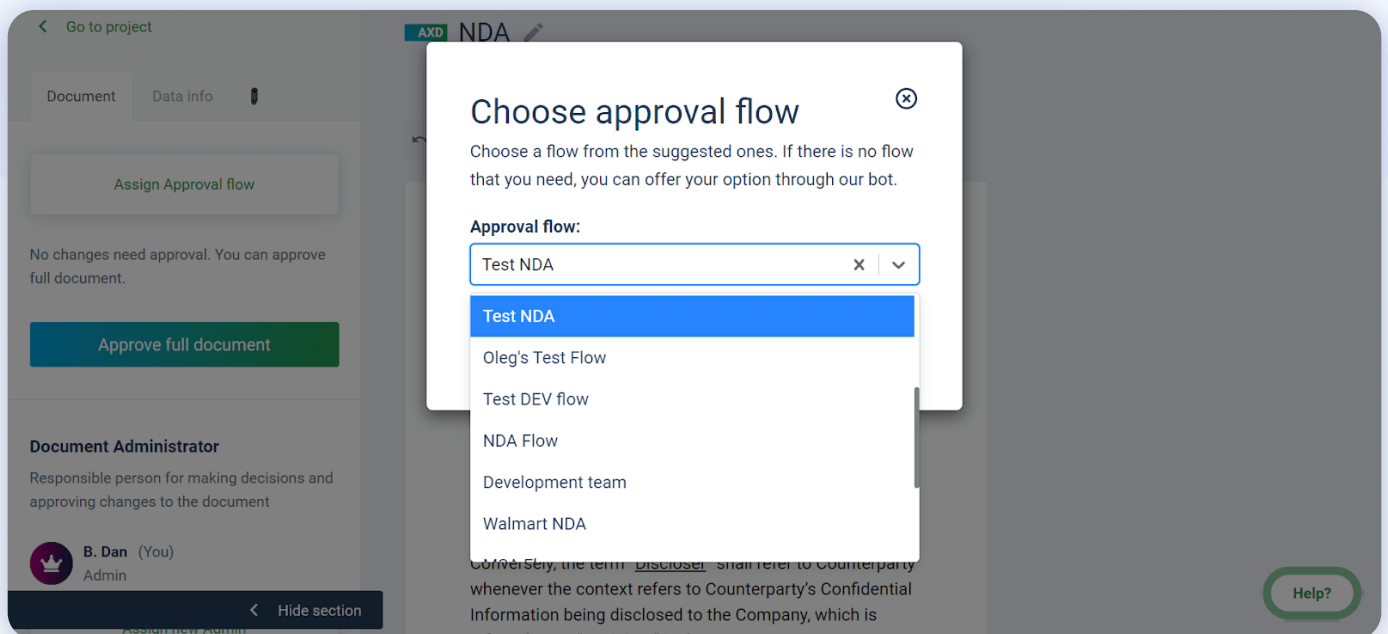 Go to project
Document
Data info
Assign Approval flow
No changes need approval. You can approve
full document.
Approve full document
Document Administrator
Responsible person for making decisions and
approving changes to the document
B. Dan (You)
Admin
Hide section
Assign new Admin
AXD NDA
Choose approval flow
Choose a flow from the suggested ones. If there is no flow
that you need, you can offer your option through our bot.
Approval flow:
Test NDA
Test NDA
Oleg's Test Flow
Test DEV flow
NDA Flow
Development team
Walmart NDA
Conversely, the term "Discloser" shall refer to Counterparty
whenever the context refers to Counterparty’s Confidential
Information being disclosed to the Company, which is
Help?